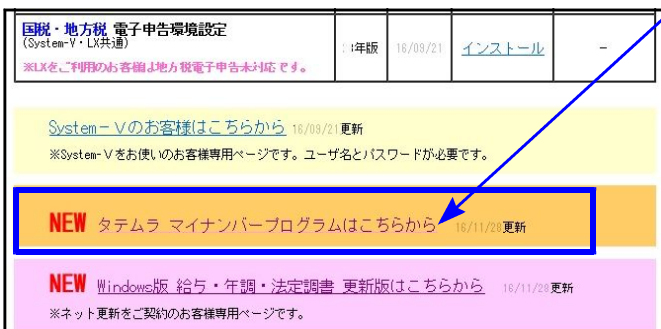 国税・地方税 電子申告環境設定
(System-V・LX共通)
※LXをご利用のお客様は地方税電子申告未対応です。
年版
16/09/21
インストール
－
System－Vのお客様はこちらから 16/09/21更新
※System-Vをお使いのお客様専用ページです。ユーザ名とパスワードが必要です。
NEW タテムラ マイナンバープログラムはこちらから 16/11/28更新
NEW Windows版 給与・年調・法定調書 更新版はこちらから 16/11/28更新
※ネット更新をご契約のお客様専用ページです。